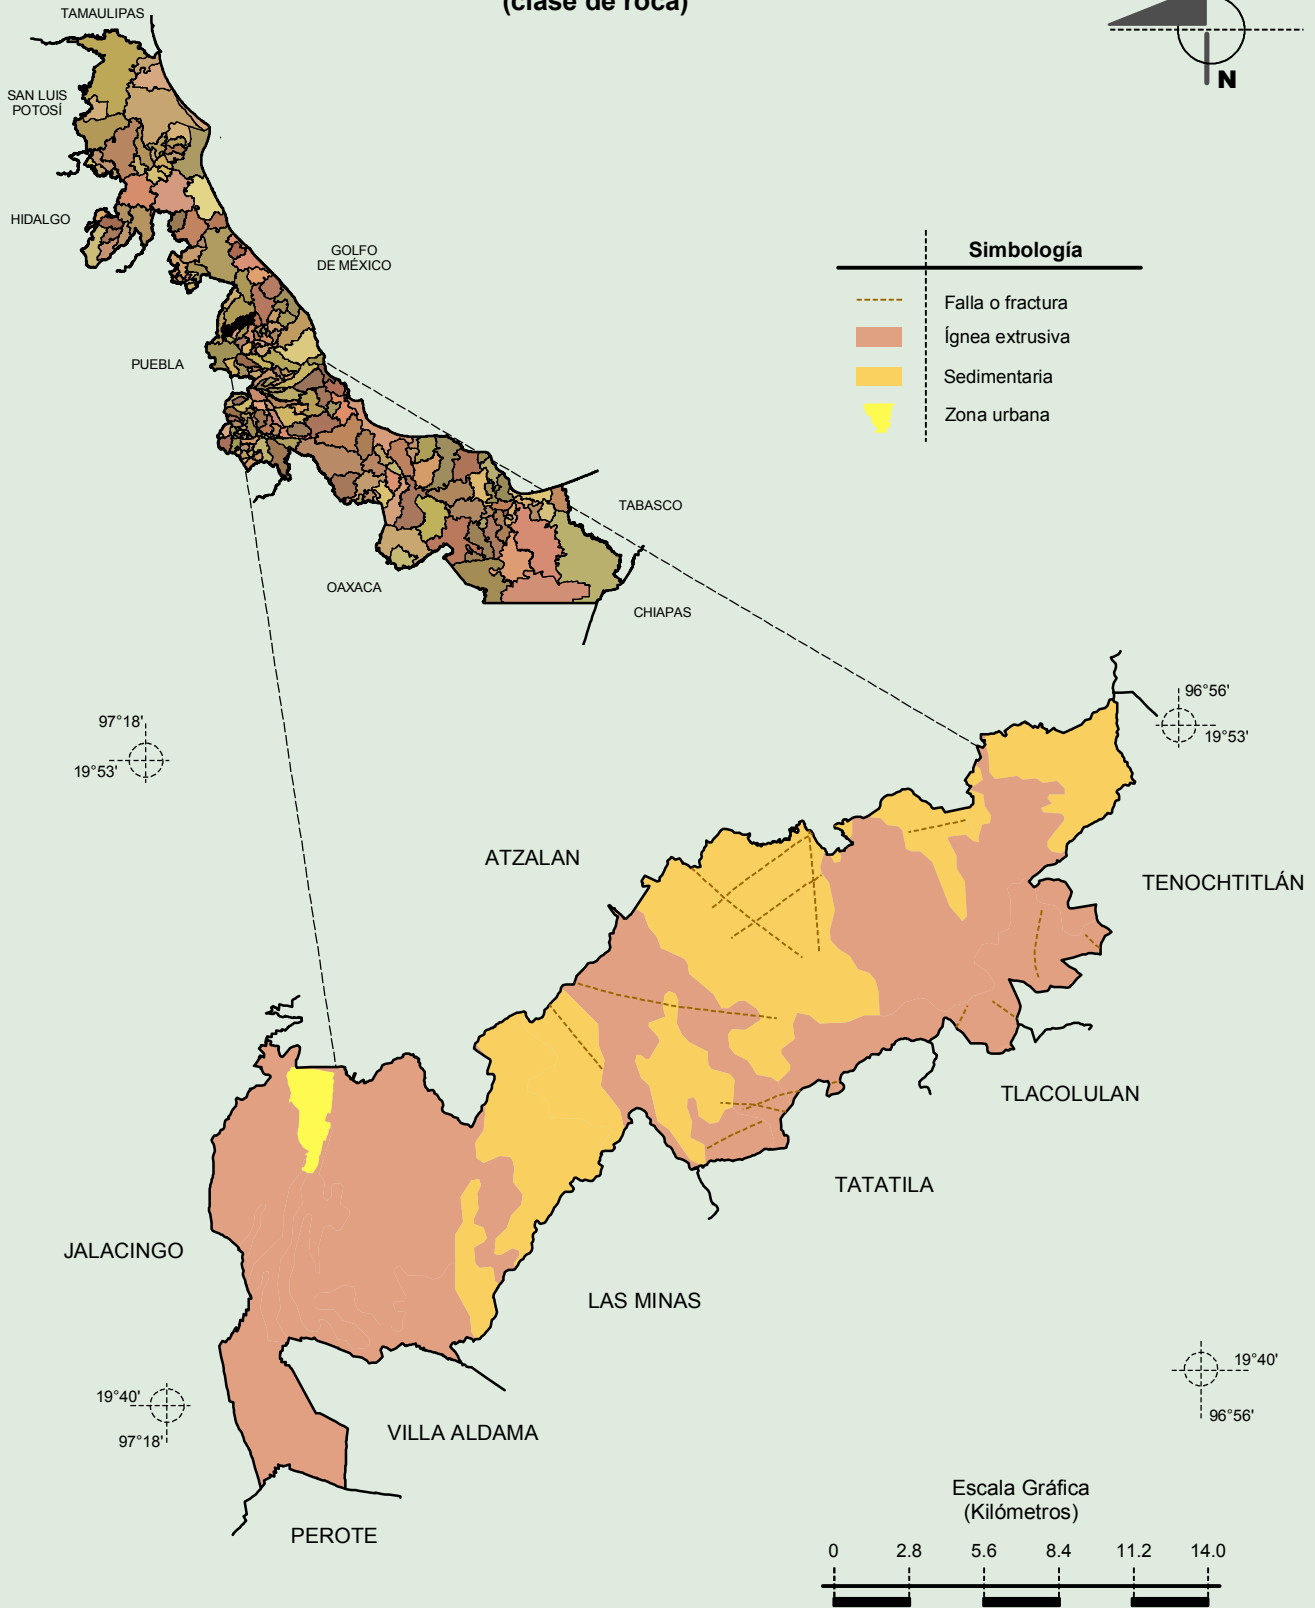 (clase de roca)
TAMAULIPAS
N
SAN LUIS
POTOSÍ
HIDALGO
GOLFO
DE MÉXICO
PUEBLA
Simbología
Falla o fractura
Ígnea extrusiva
Sedimentaria
Zona urbana
TABASCO
OAXACA
CHIAPAS
97°18'
19°53'
96°56'
19°53'
ATZALAN
TENOCHTITLÁN
TLACOLULAN
TATATILA
JALACINGO
LAS MINAS
19°40'
97°18'
19°40'
96°56'
VILLA ALDAMA
PEROTE
Escala Gráfica
(Kilómetros)
0 2.8 5.6 8.4 11.2 14.0